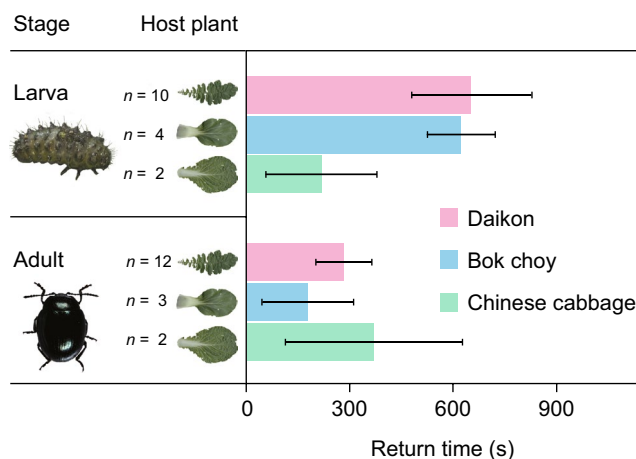 Stage Host plant
Larva
n = 10
n = 4
n = 2
Daikon
Bok choy
Chinese cabbage
Adult
n = 12
n = 3
n = 2
0 300 600 900
Return time (s)